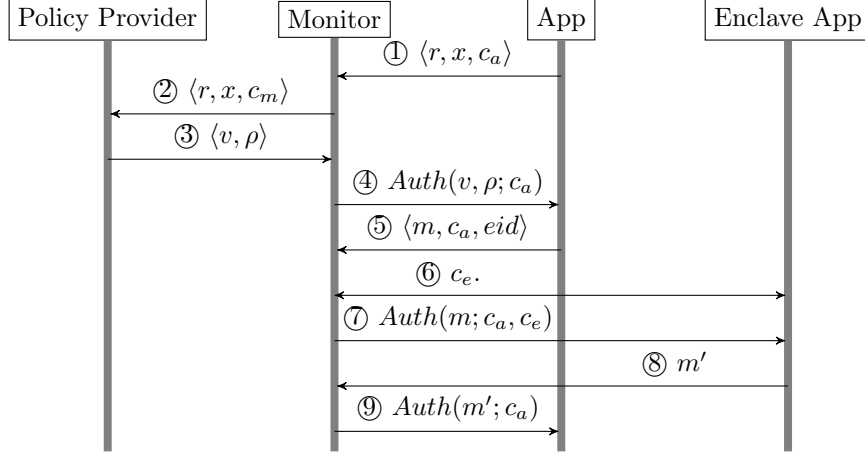 Policy Provider Monitor App Enclave App
① ⟨r, x, c_a⟩
② ⟨r, x, c_m⟩
③ ⟨v, ρ⟩
④ Auth(v, ρ; c_a)
⑤ ⟨m, c_a, eid⟩
⑥ c_e.
⑦ Auth(m; c_a, c_e)
⑧ m′
⑨ Auth(m′; c_a)